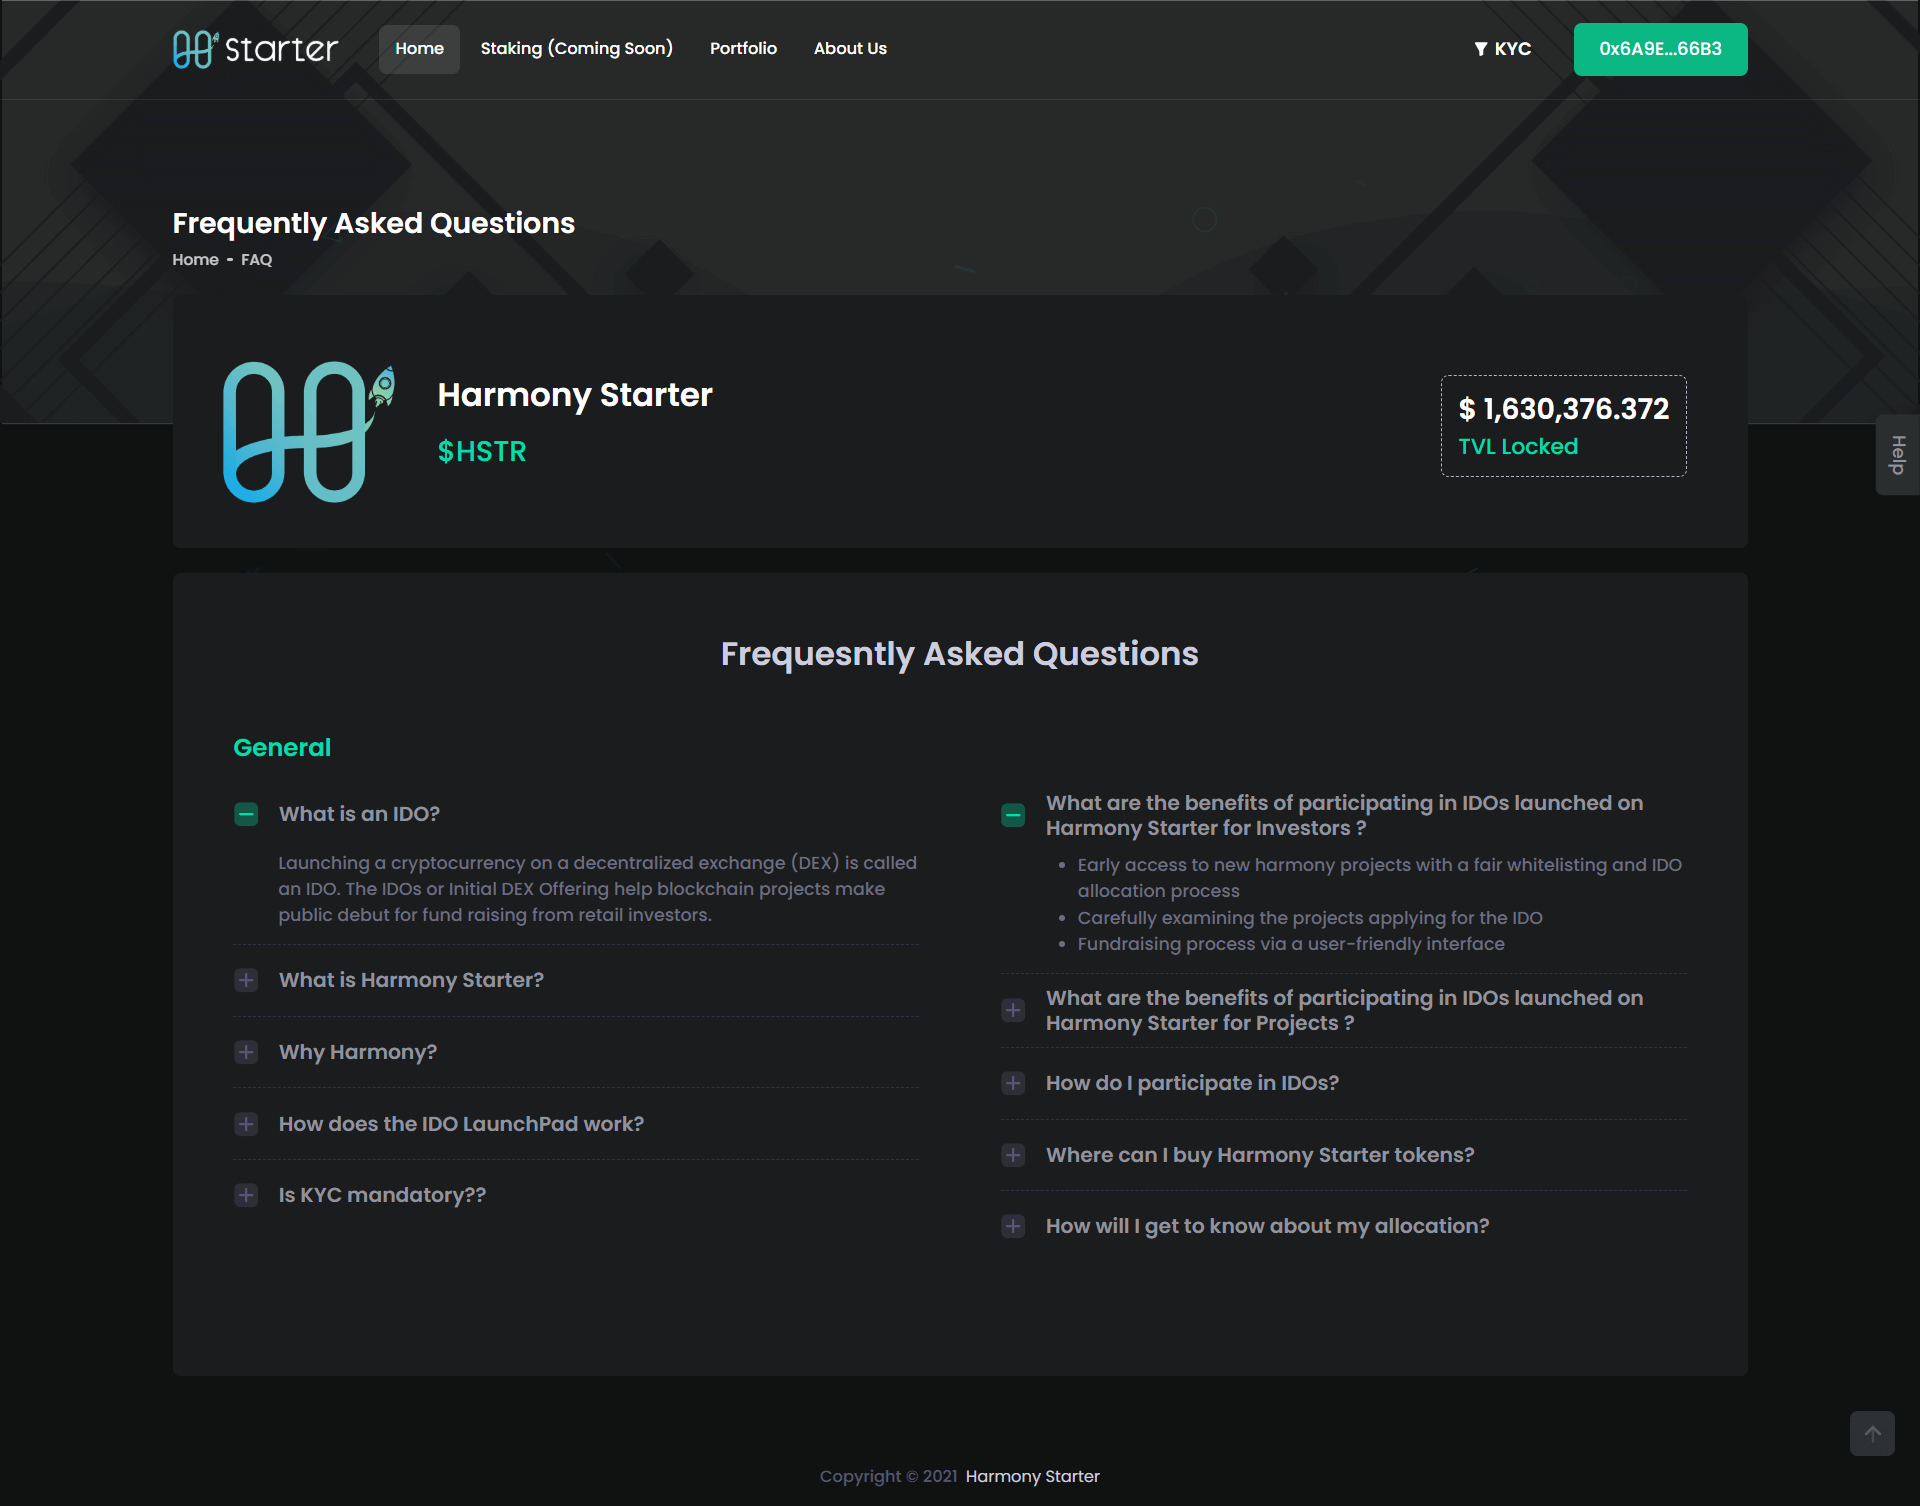 Starter
Home
Staking (Coming Soon)
Portfolio
About Us
KYC
0x6A9E...66B3
Frequently Asked Questions
Home - FAQ
Harmony Starter
$HSTR
$ 1,630,376.372
TVL Locked
Help
Frequesntly Asked Questions
General
What is an IDO?
Launching a cryptocurrency on a decentralized exchange (DEX) is called
an IDO. The IDOs or Initial DEX Offering help blockchain projects make
public debut for fund raising from retail investors.
What is Harmony Starter?
Why Harmony?
How does the IDO LaunchPad work?
Is KYC mandatory??
What are the benefits of participating in IDOs launched on
Harmony Starter for Investors ?
• Early access to new harmony projects with a fair whitelisting and IDO
allocation process
• Carefully examining the projects applying for the IDO
• Fundraising process via a user-friendly interface
What are the benefits of participating in IDOs launched on
Harmony Starter for Projects ?
How do I participate in IDOs?
Where can I buy Harmony Starter tokens?
How will I get to know about my allocation?
Copyright © 2021 Harmony Starter